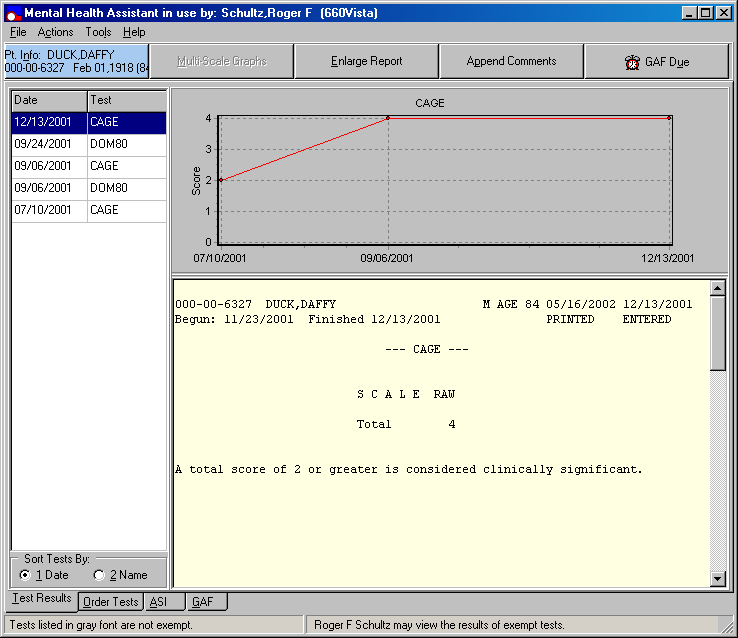 Mental Health Assistant in use by: Schultz,Roger F (660Vista)
File Actions Tools Help
Pt. Info: DUCK,DAFFY
000-00-6327 Feb 01,1918 (84
Multi-Scale Graphs
Enlarge Report
Append Comments
GAF Due
Date Test
12/13/2001 CAGE
09/24/2001 DOM80
09/06/2001 CAGE
09/06/2001 DOM80
07/10/2001 CAGE
Sort Tests By:
1 Date 2 Name
CAGE
Score
4
3
2
1
0
07/10/2001 09/06/2001 12/13/2001
000-00-6327 DUCK,DAFFY M AGE 84 05/16/2002 12/13/2001
Begun: 11/23/2001 Finished 12/13/2001 PRINTED ENTERED
--- CAGE ---
S C A L E RAW
Total 4
A total score of 2 or greater is considered clinically significant.
Test Results Order Tests ASI GAF
Tests listed in gray font are not exempt. Roger F Schultz may view the results of exempt tests.